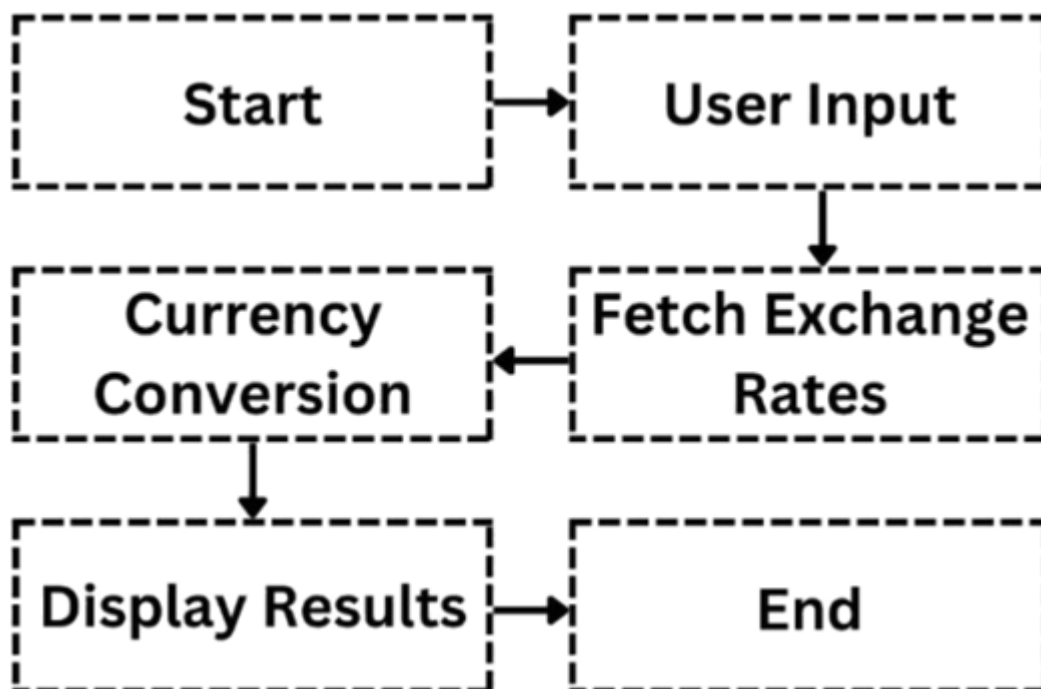 Start
User Input
Currency
Conversion
Fetch Exchange
Rates
Display Results
End